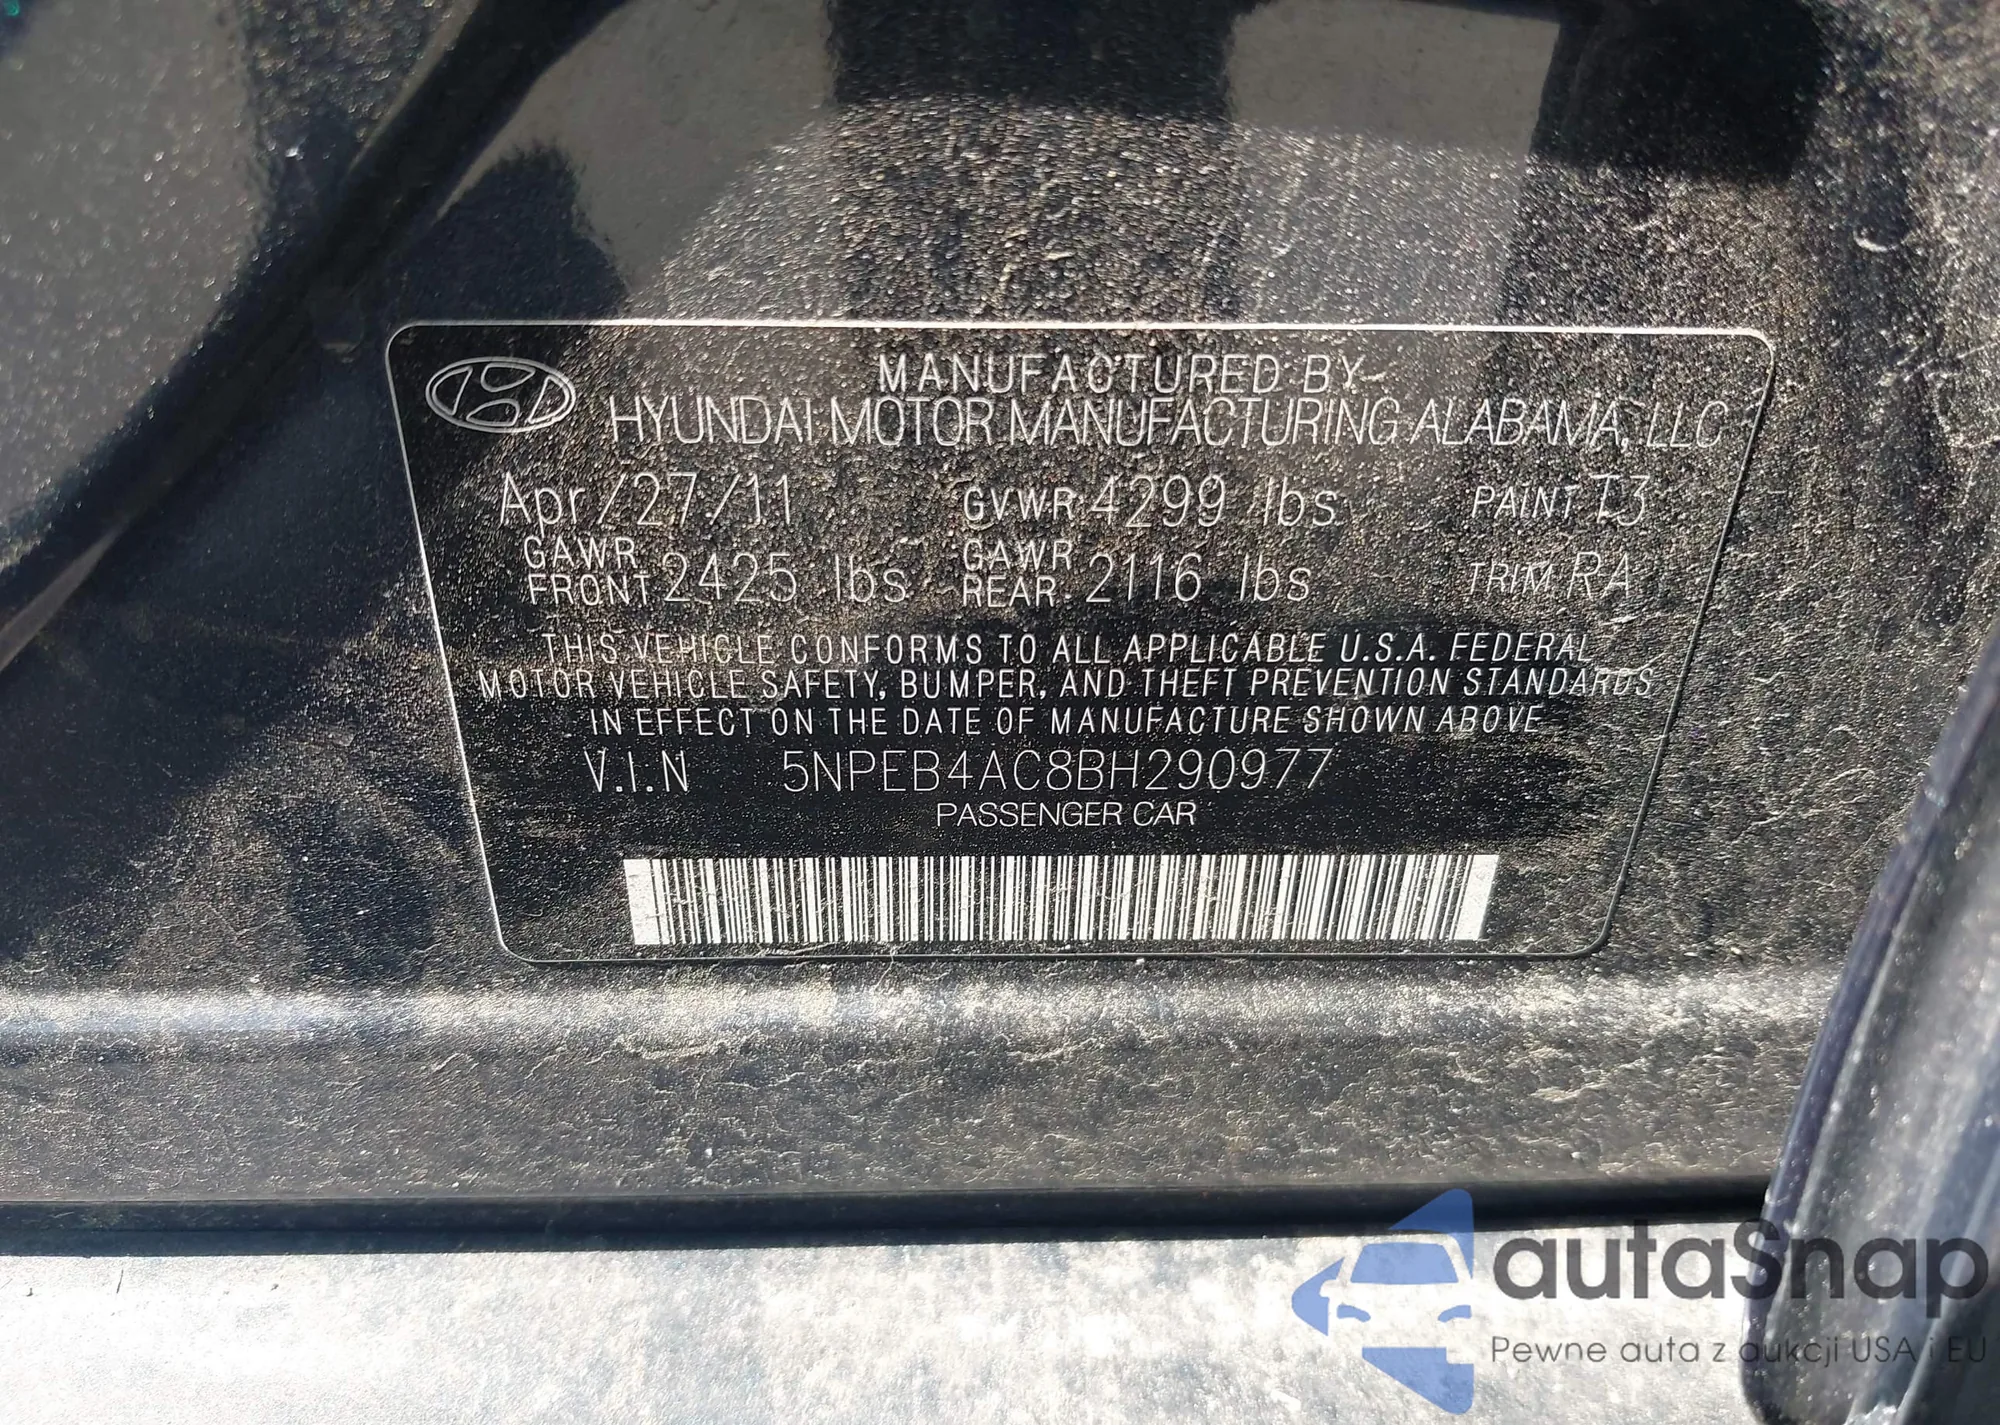 MANUFACTURED BY
HYUNDAI MOTOR MANUFACTURING ALABAMA, LLC
Apr/27/11 GVWR 4299 lbs PAINT T3
GAWR FRONT 2425 lbs GAWR REAR 2116 lbs TRIM RA
THIS VEHICLE CONFORMS TO ALL APPLICABLE U.S.A. FEDERAL
MOTOR VEHICLE SAFETY, BUMPER, AND THEFT PREVENTION STANDARDS
IN EFFECT ON THE DATE OF MANUFACTURE SHOWN ABOVE
V.I.N 5NPEB4AC8BH290977
PASSENGER CAR
autaSnap
Pewne auta z aukcji USA i EU